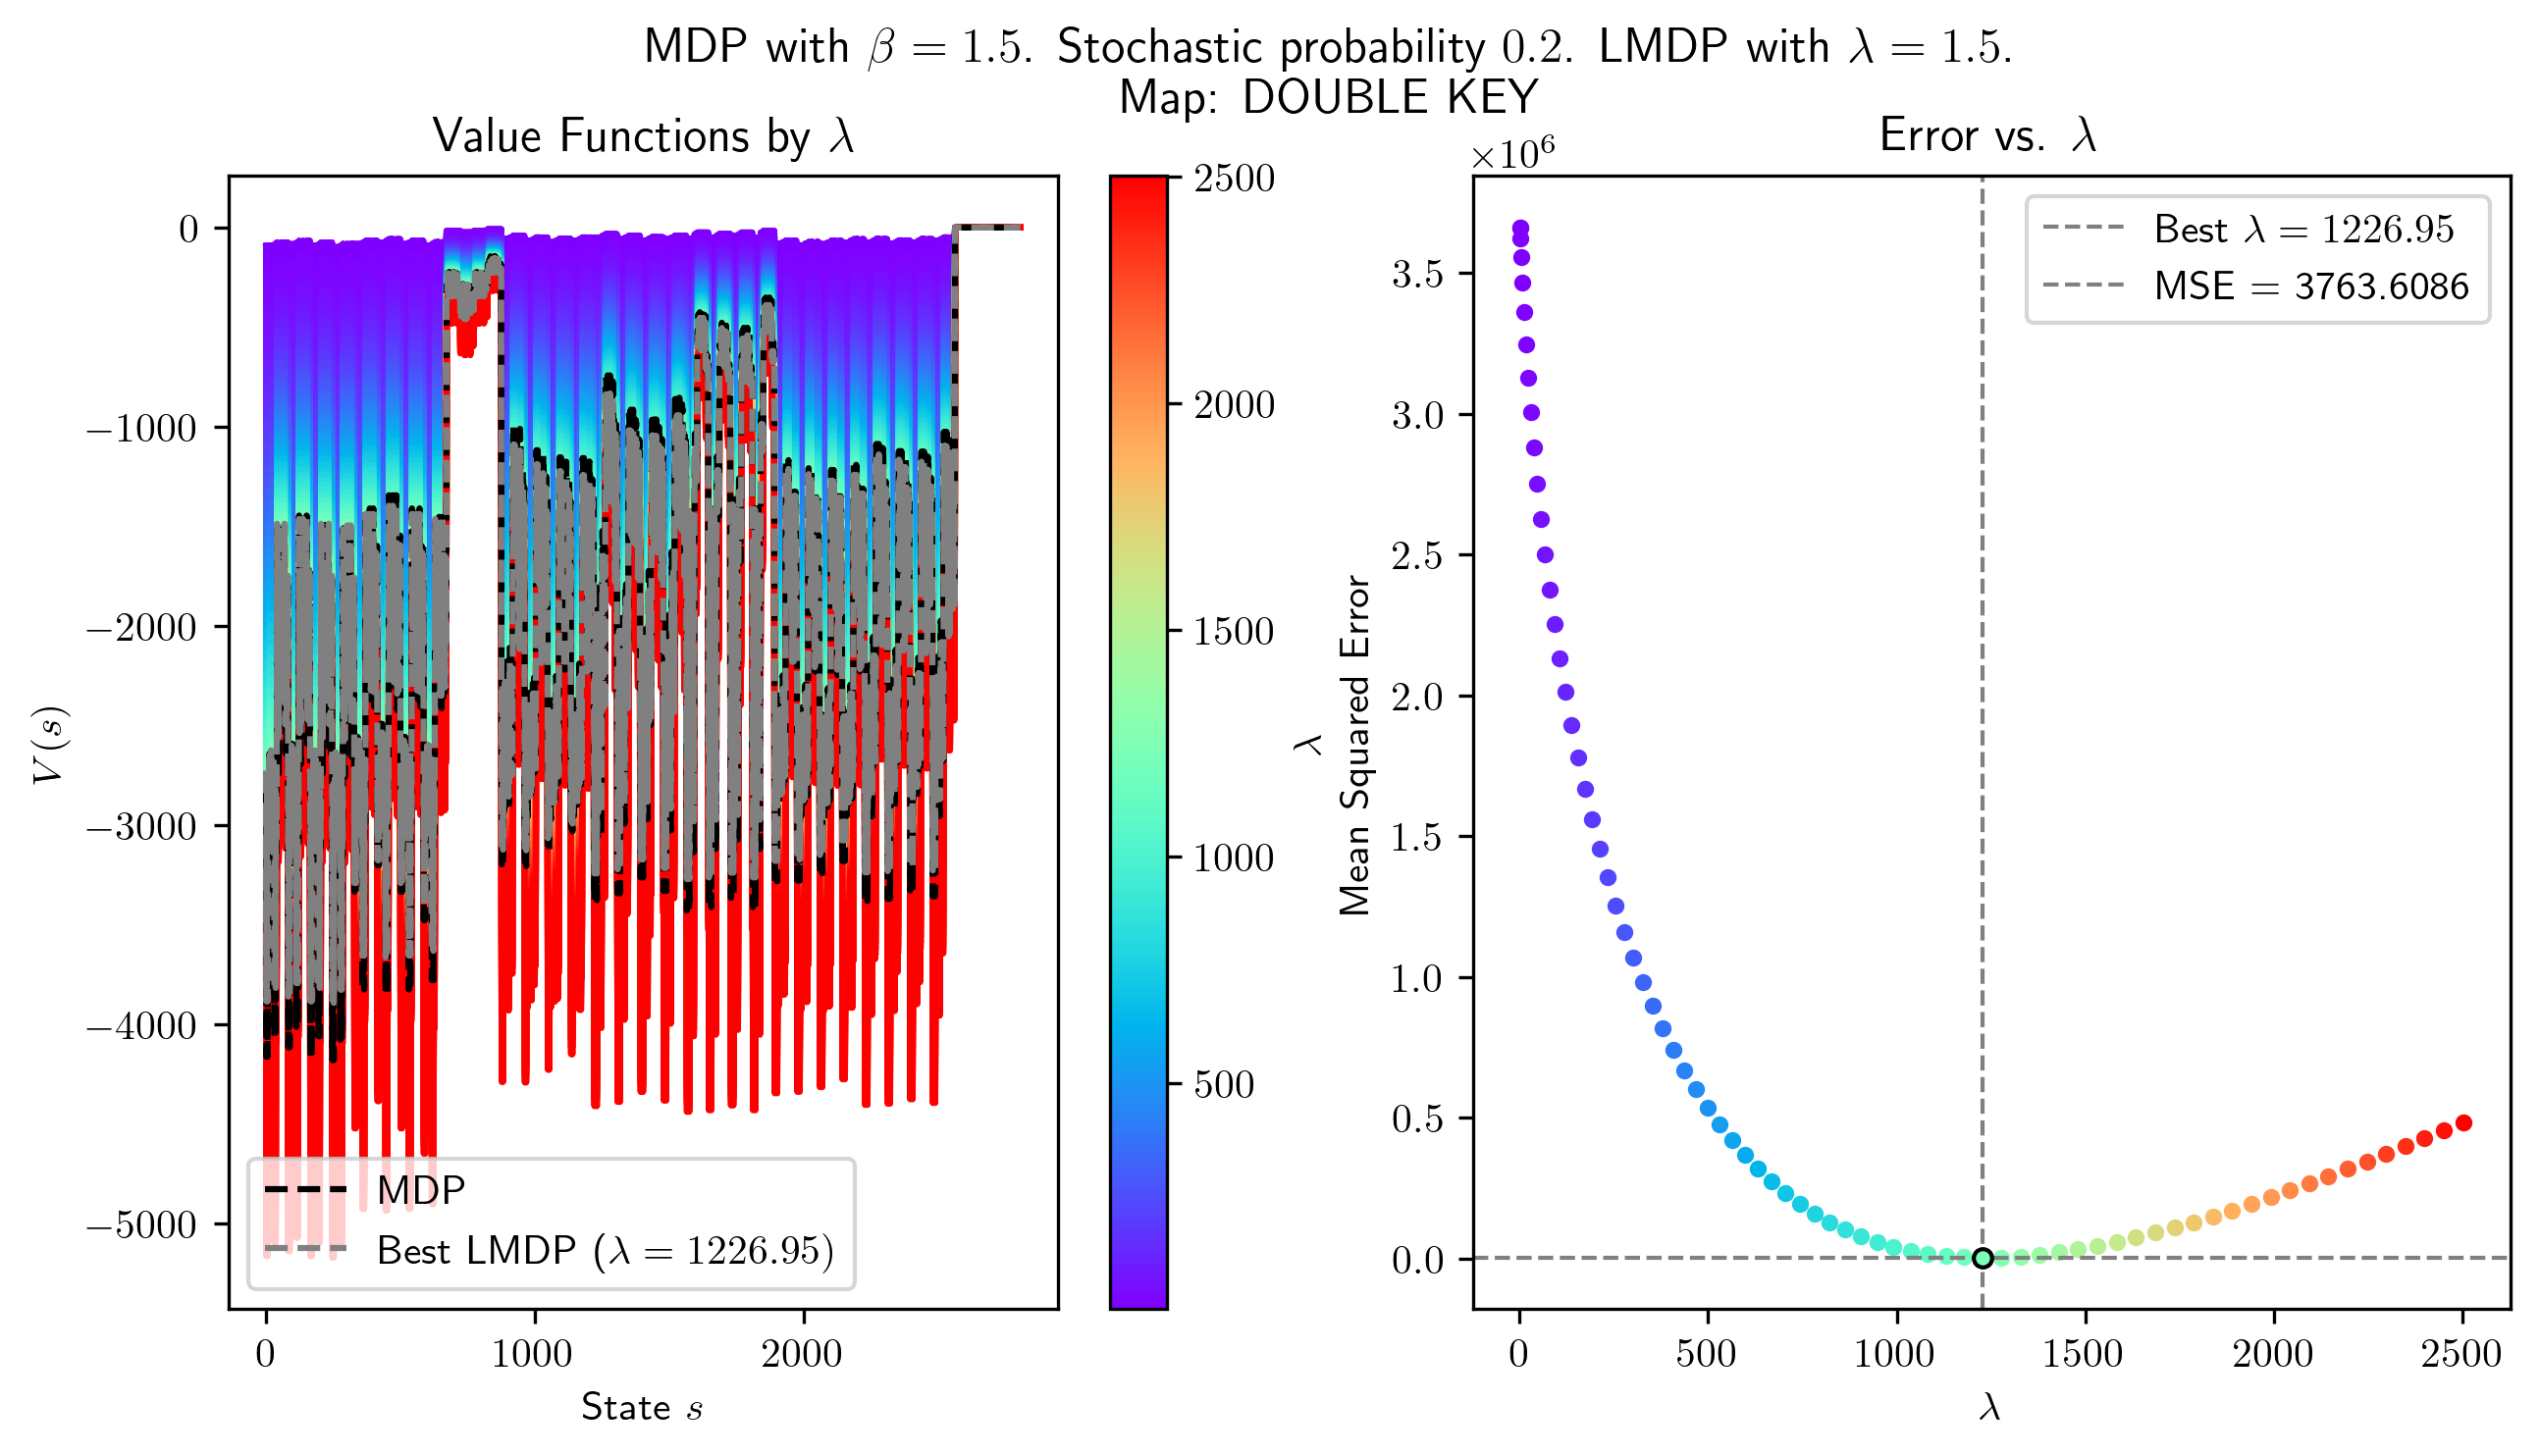 MDP with β = 1.5. Stochastic probability 0.2. LMDP with λ = 1.5.
Map: DOUBLE KEY
Value Functions by λ
0
−1000
−2000
−3000
−4000
−5000
V(s)
MDP
Best LMDP (λ = 1226.95)
0
1000
2000
State s
2500
2000
1500
1000
500
λ
Error vs. λ
×10⁶
3.5
3.0
2.5
2.0
1.5
1.0
0.5
0.0
Mean Squared Error
Best λ = 1226.95
MSE = 3763.6086
0
500
1000
1500
2000
2500
λ